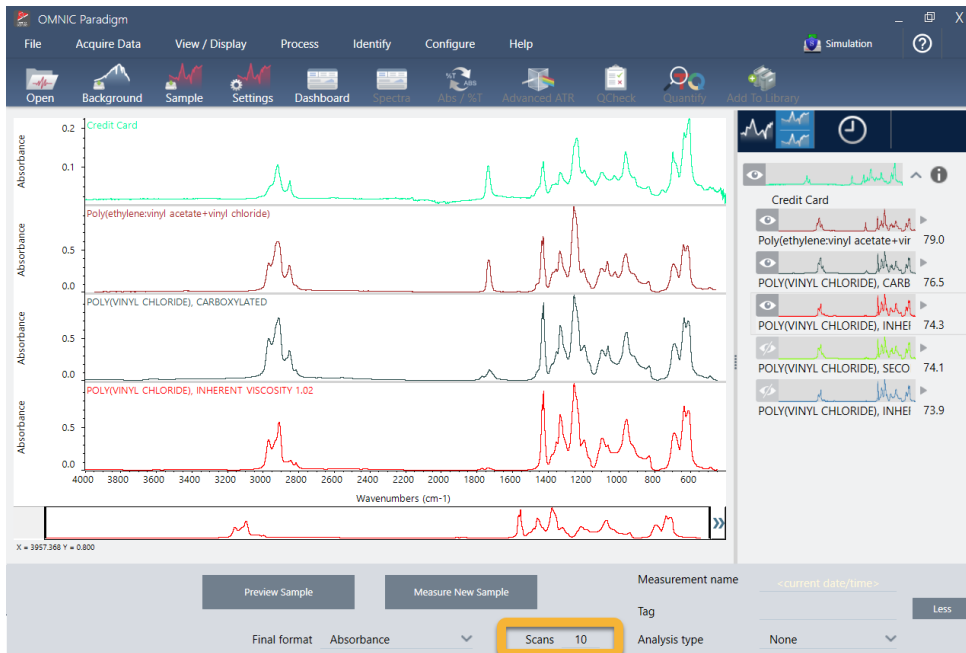 OMNIC Paradigm
File Acquire Data View / Display Process Identify Configure Help Simulation
Open Background Sample Settings Dashboard Spectra Abs / %T Advanced ATR QCheck Quantify Add To Library
%T ABS
Credit Card
Absorbance
0.2
0.1
Poly(ethylene:vinyl acetate+vinyl chloride)
Absorbance
0.5
0.0
POLY(VINYL CHLORIDE), CARBOXYLATED
Absorbance
0.5
0.0
POLY(VINYL CHLORIDE), INHERENT VISCOSITY 1.02
Absorbance
0.5
0.0
4000 3800 3600 3400 3200 3000 2800 2600 2400 2200 2000 1800 1600 1400 1200 1000 800 600
Wavenumbers (cm-1)
X = 3957.368 Y = 0.800
Credit Card
Poly(ethylene:vinyl acetate+vir 79.0
POLY(VINYL CHLORIDE), CARB 76.5
POLY(VINYL CHLORIDE), INHEI 74.3
POLY(VINYL CHLORIDE), SECO 74.1
POLY(VINYL CHLORIDE), INHEI 73.9
Preview Sample Measure New Sample
Measurement name <current date/time>
Tag
Less
Final format Absorbance Scans 10 Analysis type None